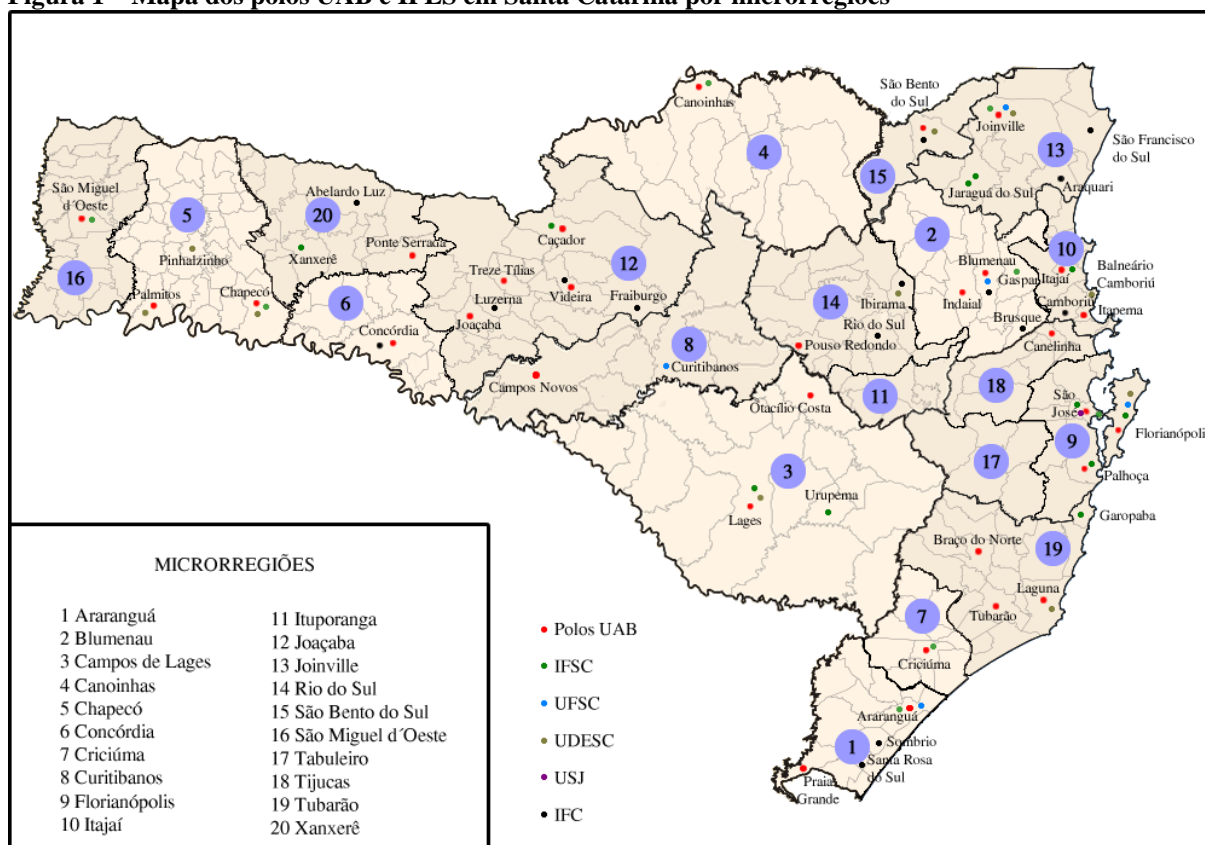 Figura 1 – Mapa dos polos UAB e IPES em Santa Catarina por microrregiões
São Bento
do Sul
Canoinhas
Joinville
São Francisco
do Sul
4
13
15
Araquari
Jaraguá do Sul
São Miguel
d´Oeste
Abelardo Luz
5
20
Pinhalzinho
Xanxerê
Ponte Serrada
Caçador
2
10
Blumenau
Gaspar
Itajaí
Balneário
Camboriú
16
Palmitos
Chapecó
6
Treze Tílias
12
Luzerna
Videira
Fraiburgo
14
Ibirama
Indaial
Camboriú
Itapema
Joaçaba
Rio do Sul
Brusque
Concórdia
8
Pouso Redondo
Canelinha
Curitibanos
Campos Novos
18
Otacílio Costa
11
São
José
Florianópoli
9
3
17
Palhoça
Urupema
Lages
Garopaba
Braço do Norte
19
Laguna
7
Tubarão
Criciúma
Araranguá
1
Sombrio
Santa Rosa
do Sul
Praia
Grande
MICRORREGIÕES
1 Araranguá
2 Blumenau
3 Campos de Lages
4 Canoinhas
5 Chapecó
6 Concórdia
7 Criciúma
8 Curitibanos
9 Florianópolis
10 Itajaí
11 Ituporanga
12 Joaçaba
13 Joinville
14 Rio do Sul
15 São Bento do Sul
16 São Miguel d´Oeste
17 Tabuleiro
18 Tijucas
19 Tubarão
20 Xanxerê
Polos UAB
IFSC
UFSC
UDESC
USJ
IFC